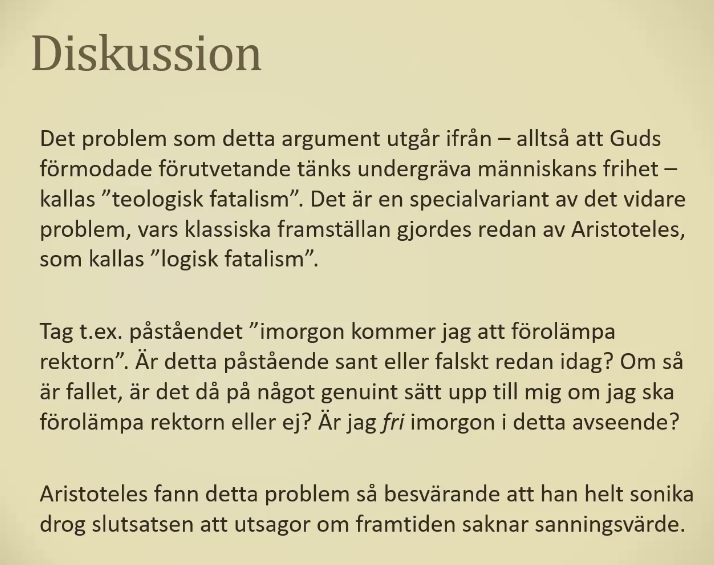 Diskussion
Det problem som detta argument utgår ifrån – alltså att Guds
förmodade förutvetande tänks undergräva människans frihet –
kallas ”teologisk fatalism”. Det är en specialvariant av det vidare
problem, vars klassiska framställan gjordes redan av Aristoteles,
som kallas ”logisk fatalism”.
Tag t.ex. påståendet ”imorgon kommer jag att förolämpa
rektorn”. Är detta påstående sant eller falskt redan idag? Om så
är fallet, är det då på något genuint sätt upp till mig om jag ska
förolämpa rektorn eller ej? Är jag fri imorgon i detta avseende?
Aristoteles fann detta problem så besvärande att han helt sonika
drog slutsatsen att utsagor om framtiden saknar sanningsvärde.